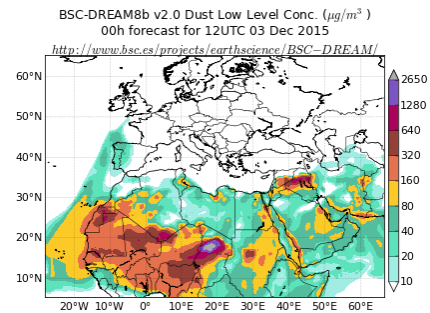 BSC-DREAM8b v2.0 Dust Low Level Conc. (μg/m³ )
00h forecast for 12UTC 03 Dec 2015
http://www.bsc.es/projects/earthscience/BSC−DREAM/
60°N
50°N
40°N
30°N
20°N
10°N
20°W 10°W 0° 10°E 20°E 30°E 40°E 50°E 60°E
2650
1280
640
320
160
80
40
20
10